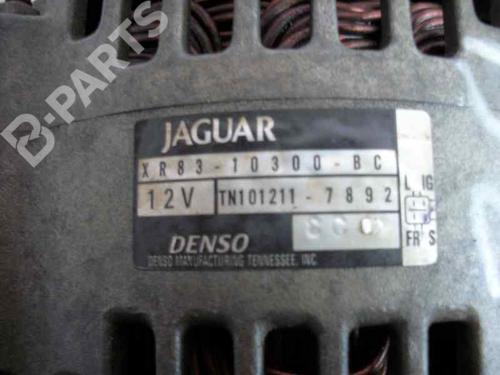 B-PARTS
JAGUAR
XR83-10300-BC
12V TN101211-7892
L IG
FR S
DENSO
DENSO MANUFACTURING TENNESSEE, INC